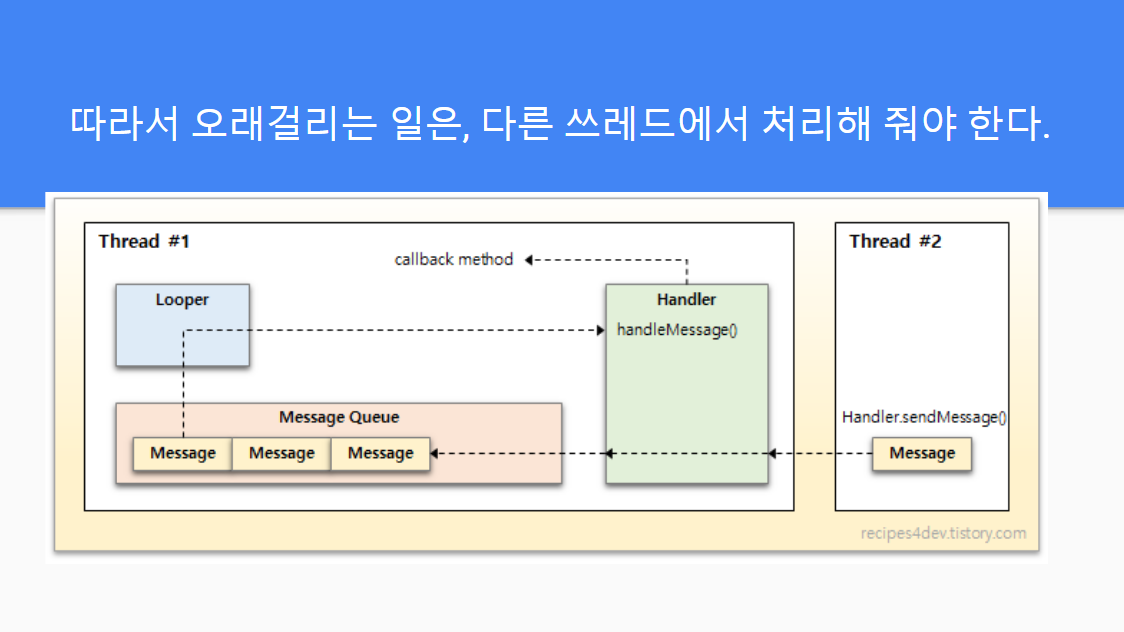 따라서 오래걸리는 일은, 다른 쓰레드에서 처리해 줘야 한다.
Thread #1
callback method
Looper
Handler
handleMessage()
Message Queue
Message Message Message
Thread #2
Handler.sendMessage()
Message
recipes4dev.tistory.com